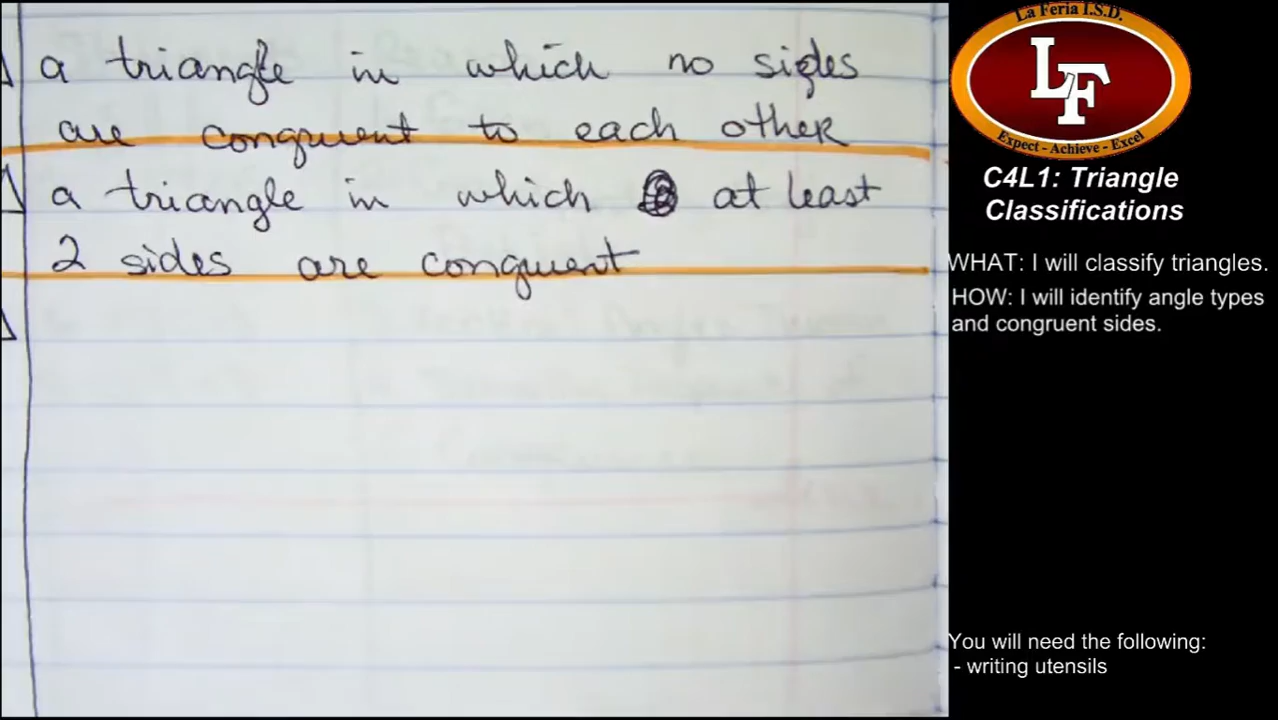 a triangle in which no sides
are conguent to each other
a triangle in which at least
2 sides are conguent
La Feria I.S.D.
LF
Expect - Achieve - Excel
C4L1: Triangle
Classifications
WHAT: I will classify triangles.
HOW: I will identify angle types
and congruent sides.
You will need the following:
- writing utensils